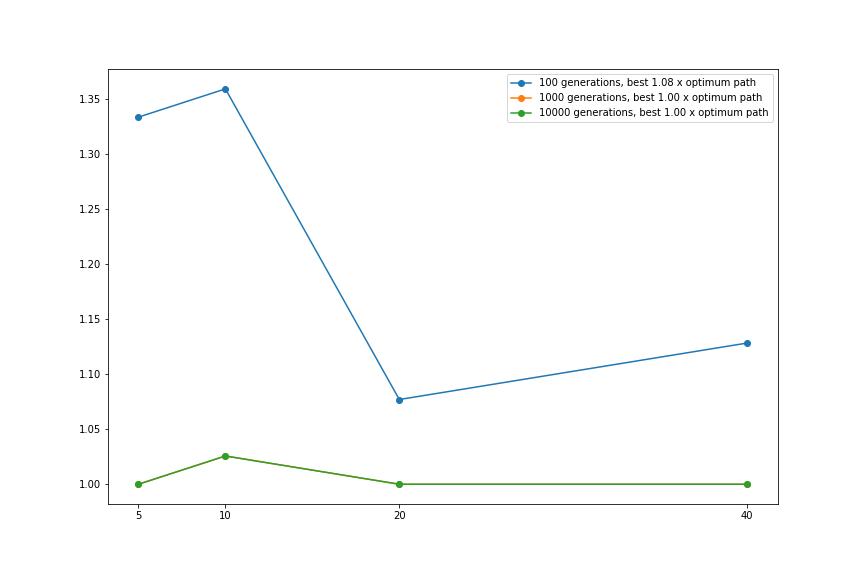 100 generations, best 1.08 x optimum path
1000 generations, best 1.00 x optimum path
10000 generations, best 1.00 x optimum path
1.35
1.30
1.25
1.20
1.15
1.10
1.05
1.00
5 10 20 40